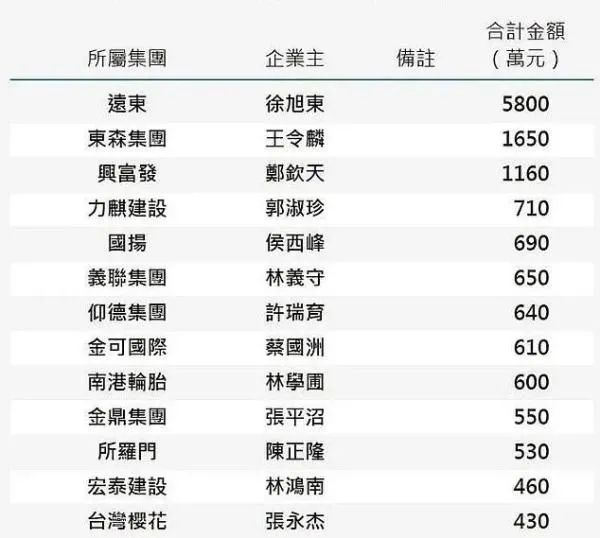 所屬集團 企業主 備註 合計金額
（萬元）
遠東 徐旭東 5800
東森集團 王令麟 1650
興富發 鄭欽天 1160
力麒建設 郭淑珍 710
國揚 侯西峰 690
義聯集團 林義守 650
仰德集團 許瑞育 640
金可國際 蔡國洲 610
南港輪胎 林學圃 600
金鼎集團 張平沼 550
所羅門 陳正隆 530
宏泰建設 林鴻南 460
台灣櫻花 張永杰 430